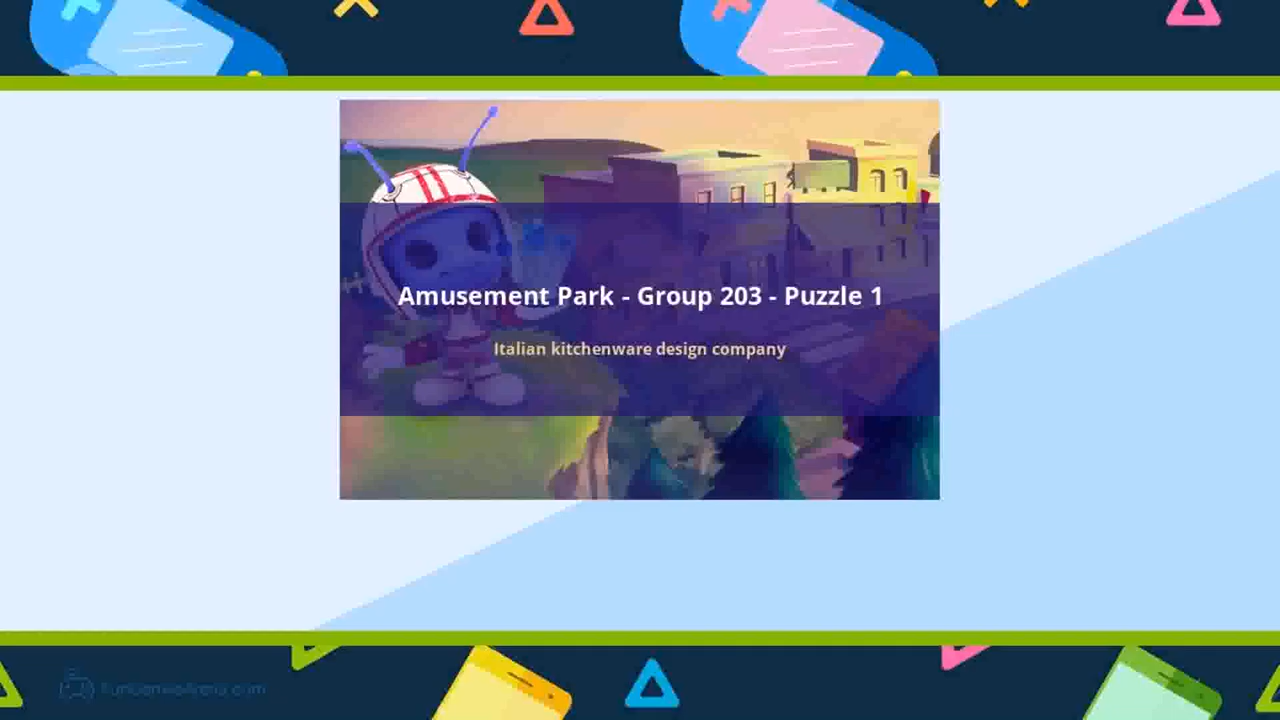 Amusement Park - Group 203 - Puzzle 1
Italian kitchenware design company